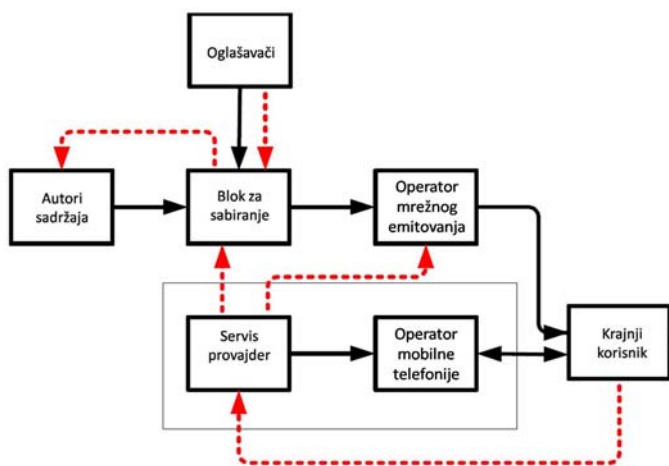 Oglašavači
Autori
sadržaja
Blok za
sabiranje
Operator
mrežnog
emitovanja
Servis
provajder
Operator
mobilne
telefonije
Krajnji
korisnik